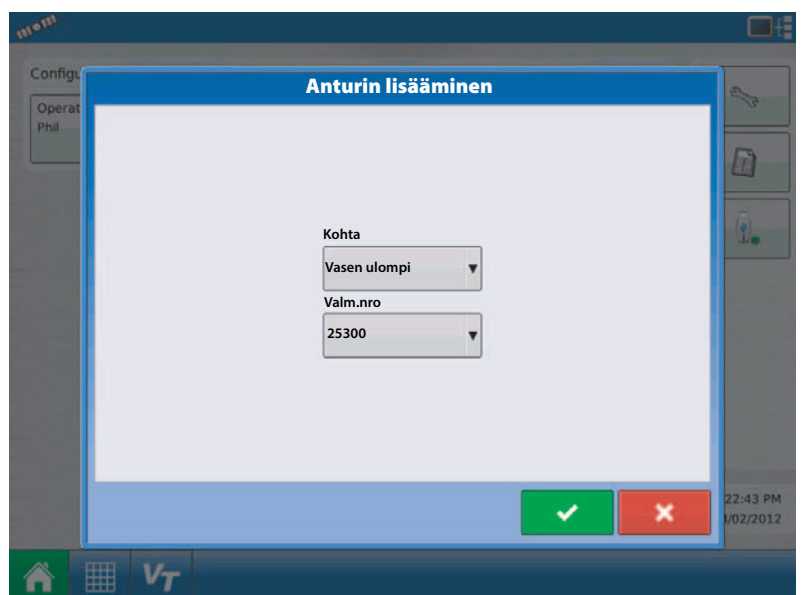 Configu
Anturin lisääminen
Operat
Phil
Kohta
Vasen ulompi
Valm.nro
25300
22:43 PM
/02/2012
VT